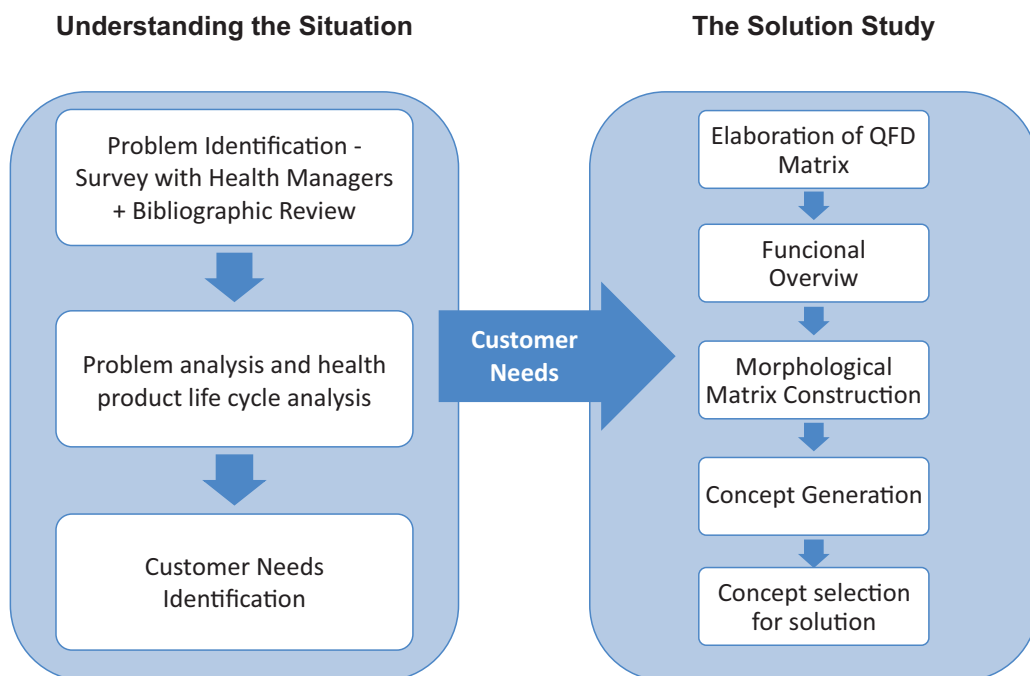 Understanding the Situation
Problem Identification -
Survey with Health Managers
+ Bibliographic Review
Problem analysis and health
product life cycle analysis
Customer Needs
Identification
Customer
Needs
The Solution Study
Elaboration of QFD
Matrix
Funcional
Overviw
Morphological
Matrix Construction
Concept Generation
Concept selection
for solution